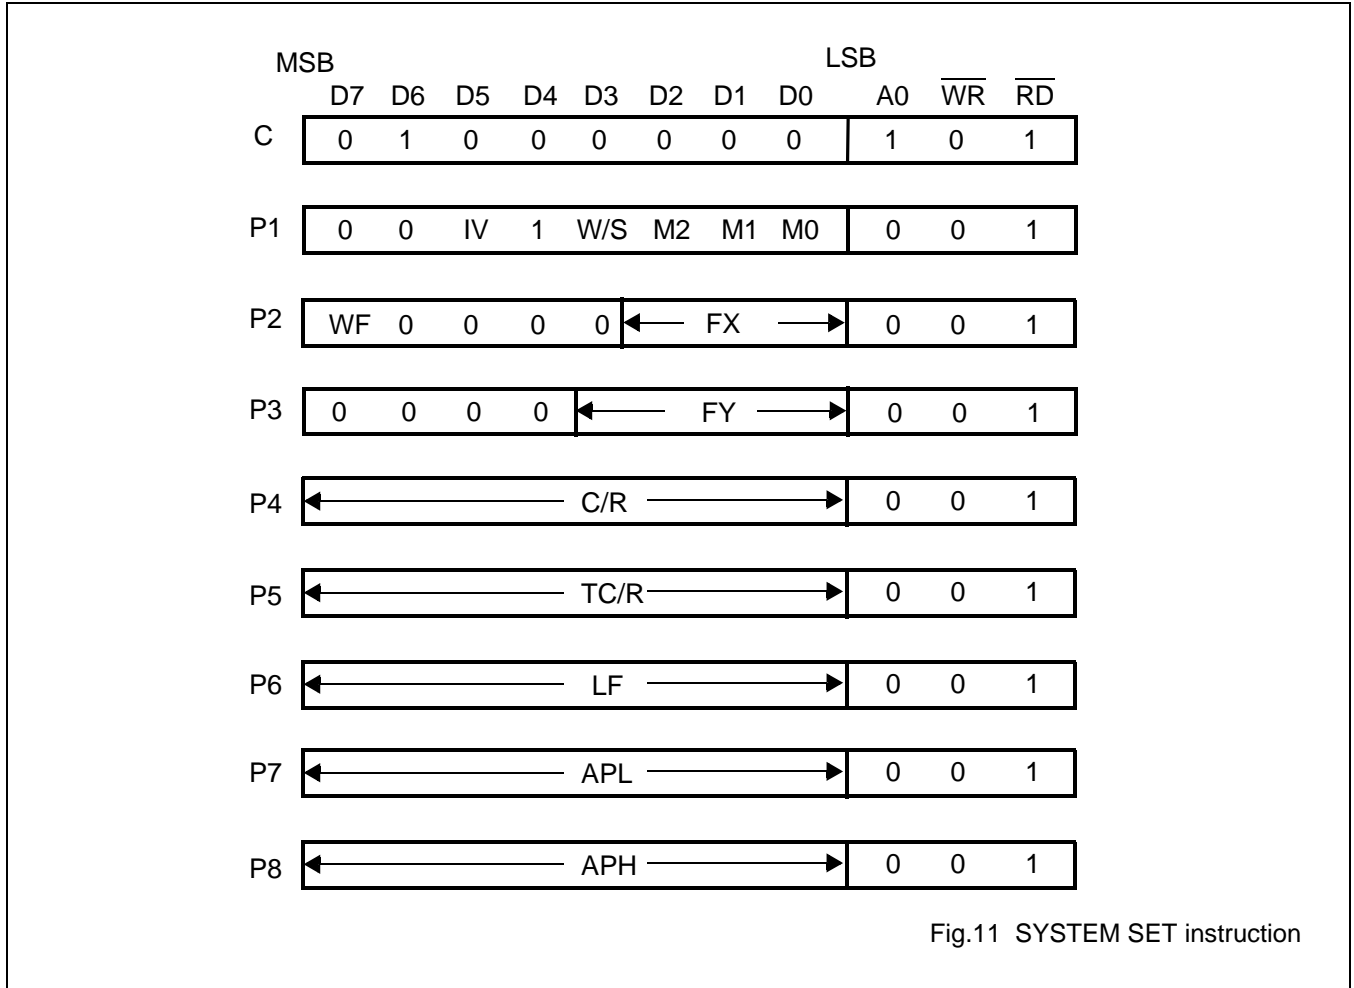 MSB LSB
D7 D6 D5 D4 D3 D2 D1 D0 A0 WR RD
C 0 1 0 0 0 0 0 0 1 0 1
P1 0 0 IV 1 W/S M2 M1 M0 0 0 1
P2 WF 0 0 0 0 FX 0 0 1
P3 0 0 0 0 FY 0 0 1
P4 C/R 0 0 1
P5 TC/R 0 0 1
P6 LF 0 0 1
P7 APL 0 0 1
P8 APH 0 0 1
Fig.11 SYSTEM SET instruction